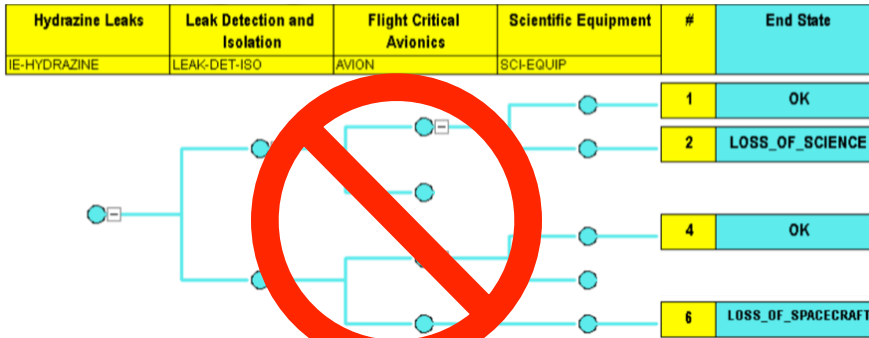 Hydrazine Leaks
Leak Detection and
Isolation
Flight Critical
Avionics
Scientific Equipment
#
End State
IE-HYDRAZINE
LEAK-DET-ISO
AVION
SCI-EQUIP
1
OK
2
LOSS_OF_SCIENCE
4
OK
6
LOSS_OF_SPACECRAFT